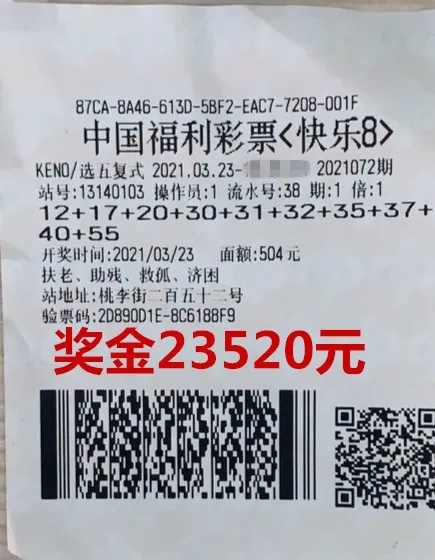 87CA-8A46-613D-5BF2-EAC7-7208-001F
中国福利彩票<快乐8>
KENO/选五复式 2021.03.23- 2021072期
站号:13140103 操作员:1 流水号:38 期:1 倍:1
12+17+20+30+31+32+35+37+
40+55
开奖时间:2021/03/23 面额:504元
扶老、助残、救孤、济困
站地址:桃李街二百五十二号
验票码:2D890D1E-8C6188F9
奖金23520元